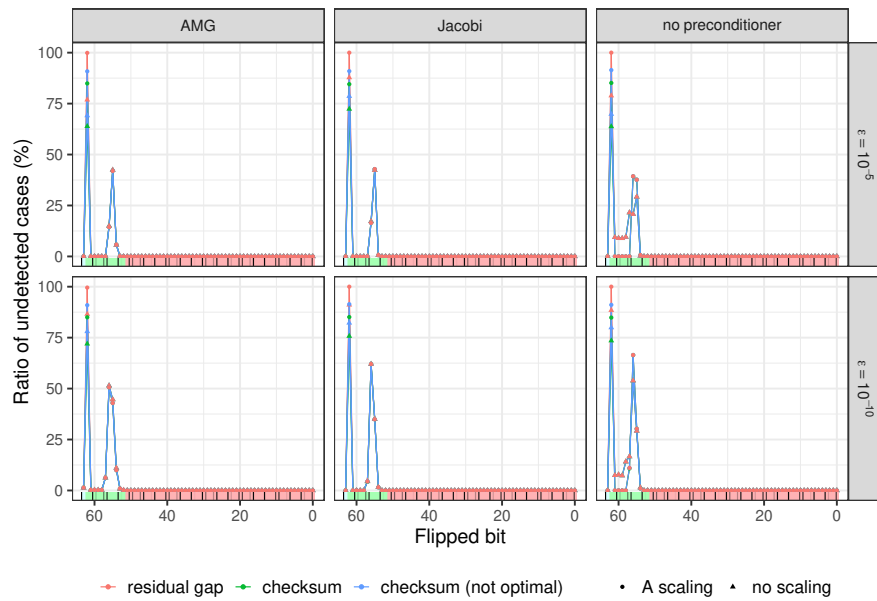 AMG
Jacobi
no preconditioner
Ratio of undetected cases (%)
100
75
50
25
0
ε = 10⁻⁵
100
75
50
25
0
ε = 10⁻¹⁰
60 40 20 0
60 40 20 0
60 40 20 0
Flipped bit
residual gap checksum checksum (not optimal) A scaling no scaling